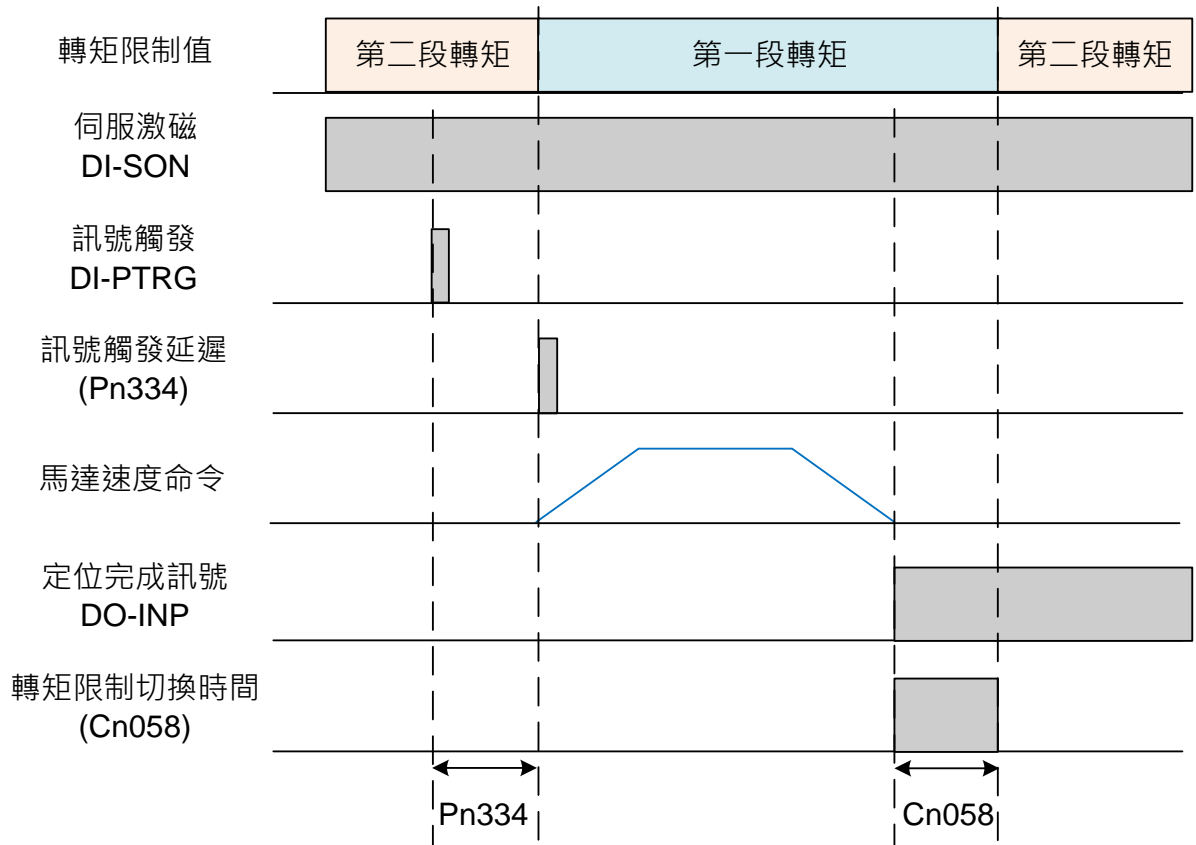 轉矩限制值
第二段轉矩
第一段轉矩
第二段轉矩
伺服激磁
DI-SON
訊號觸發
DI-PTRG
訊號觸發延遲
(Pn334)
馬達速度命令
定位完成訊號
DO-INP
轉矩限制切換時間
(Cn058)
Pn334
Cn058